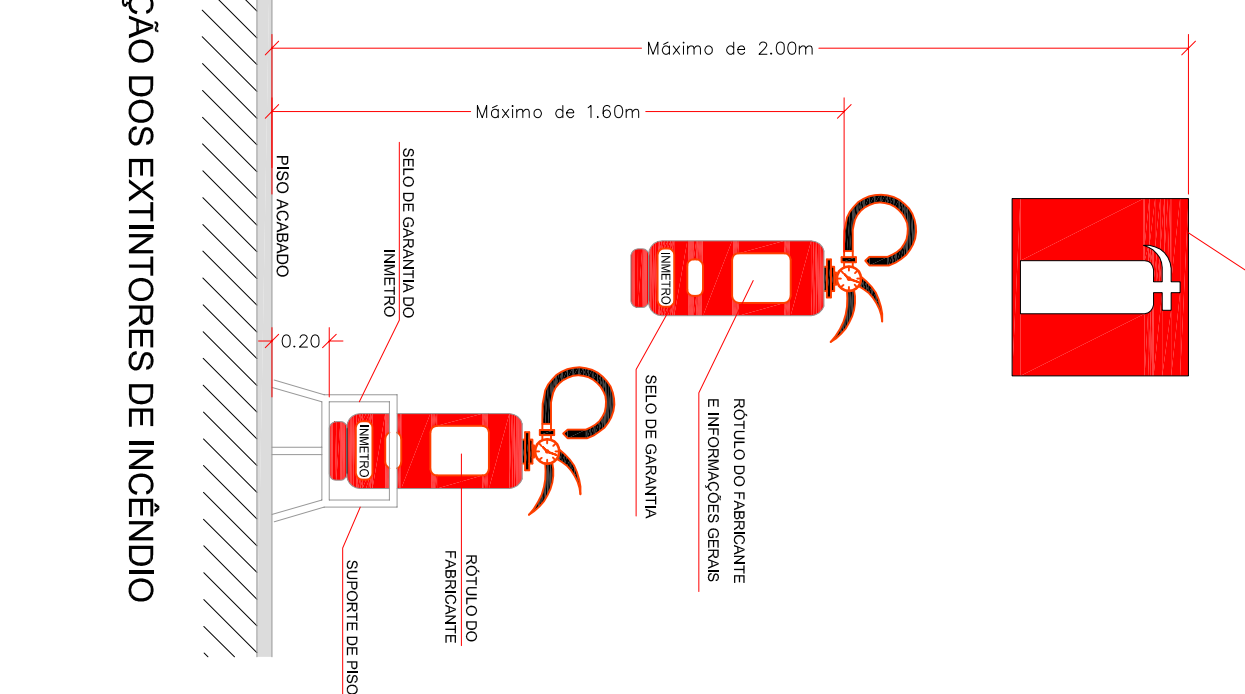 Máximo de 2.00m
Máximo de 1.60m
PISO ACABADO
SELO DE GARANTIA DO
INMETRO
0.20
INMETRO
SELO DE GARANTIA
RÓTULO DO FABRICANTE
E INFORMAÇÕES GERAIS
INMETRO
RÓTULO DO
FABRICANTE
SUPORTE DE PISO
DOS EXTINTORES DE INCÊNDIO